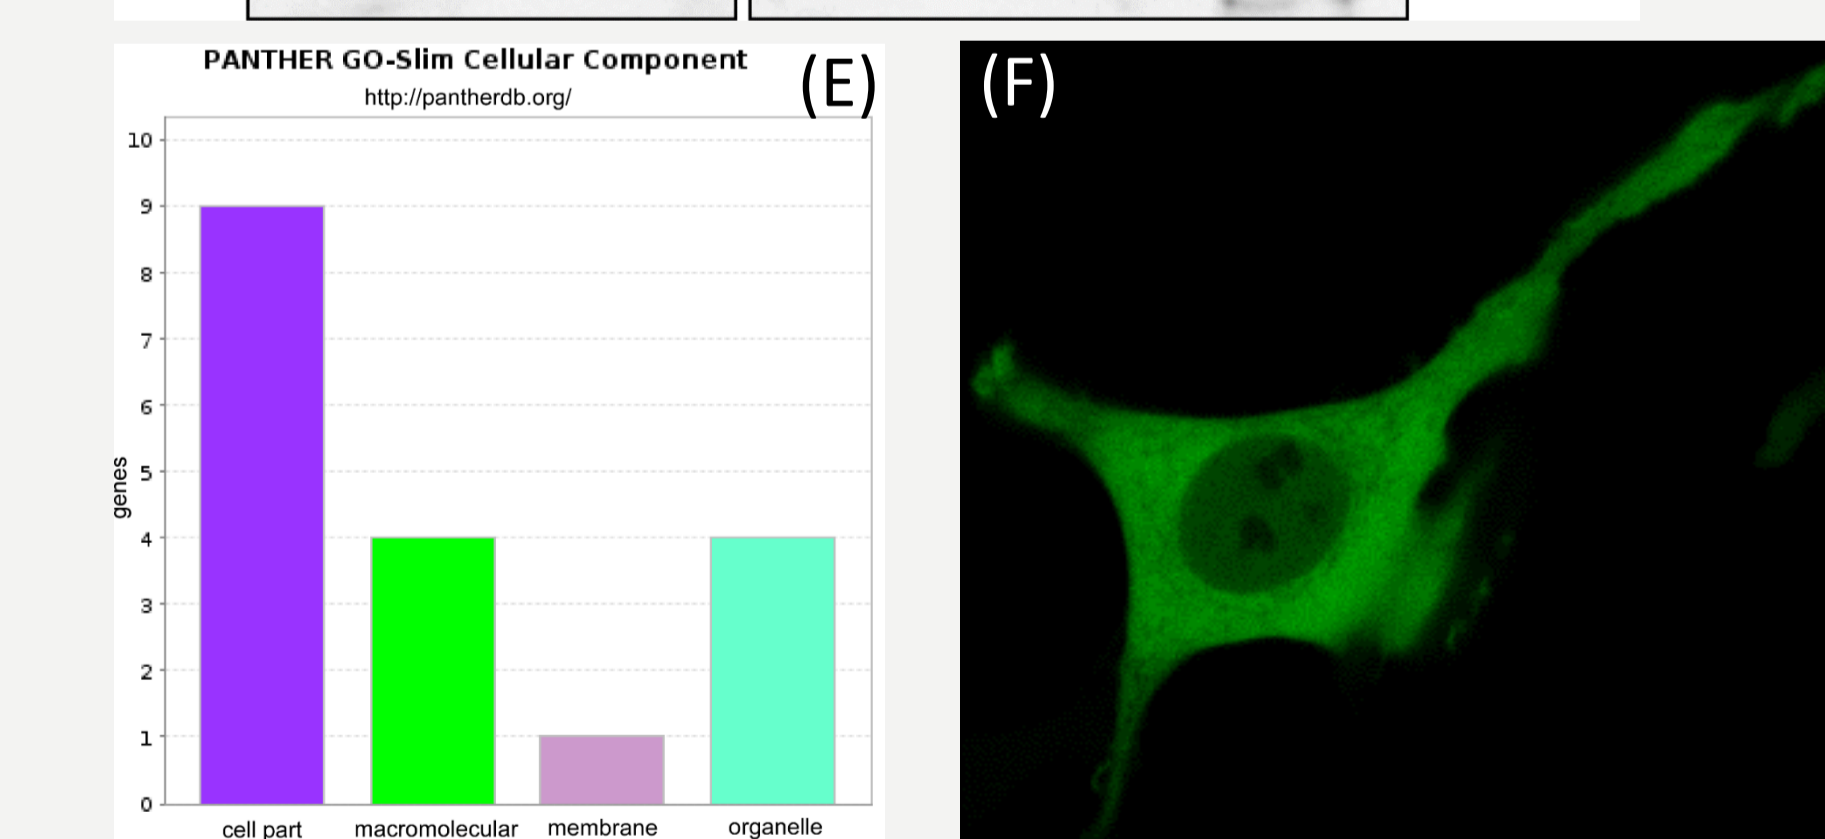 PANTHER GO-Slim Cellular Component
http://pantherdb.org/
(E)
(F)
10
9
8
7
6
5
4
3
2
1
0
genes
cell part
macromolecular
membrane
organelle